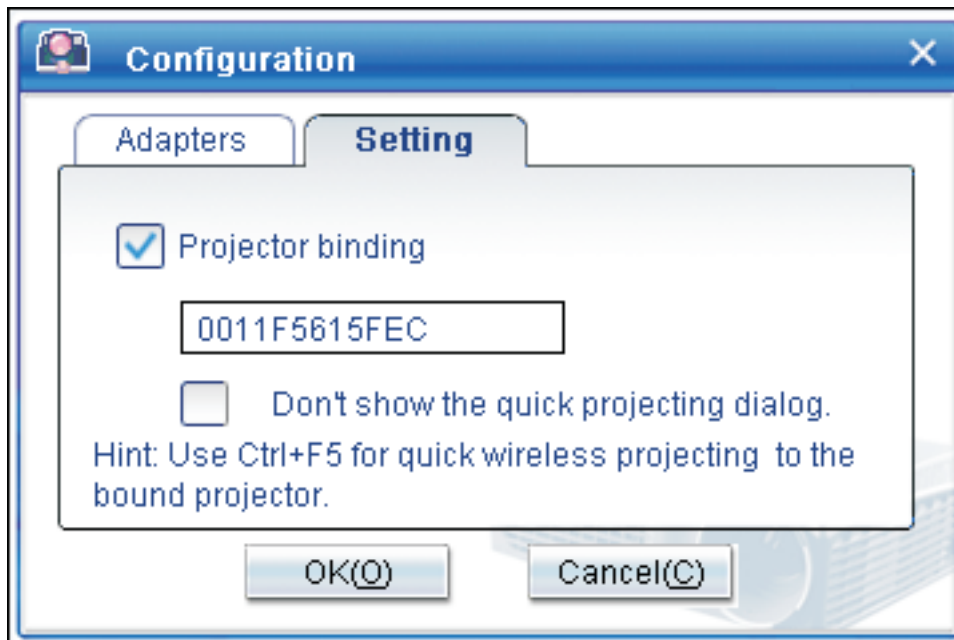 Configuration
Adapters
Setting
Projector binding
0011F5615FEC
Don't show the quick projecting dialog.
Hint: Use Ctrl+F5 for quick wireless projecting to the
bound projector.
OK(O)
Cancel(C)